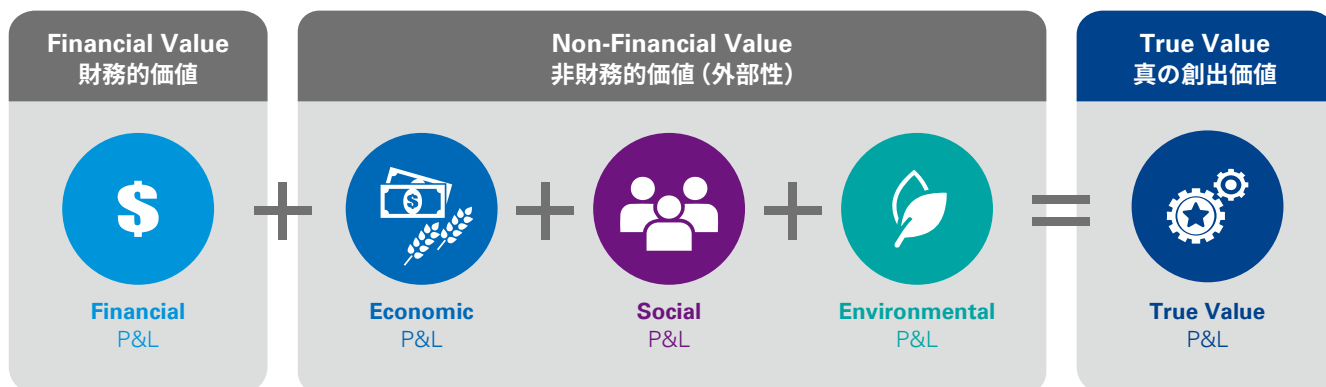 Financial Value
財務的価値
Non-Financial Value
非財務的価値（外部性）
True Value
真の創出価値
$
+
$
+
+
=
Financial
P&L
Economic
P&L
Social
P&L
Environmental
P&L
True Value
P&L